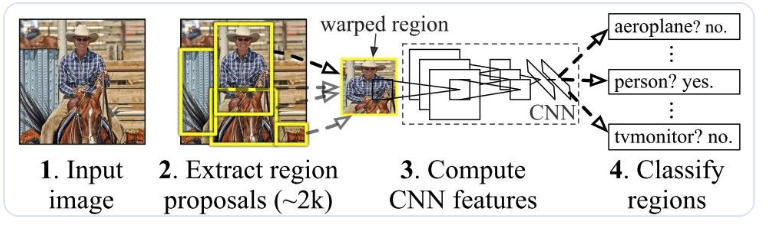 warped region
aeroplane? no.
⋮
person? yes.
⋮
tvmonitor? no.
CNN
1. Input
image
2. Extract region
proposals (~2k)
3. Compute
CNN features
4. Classify
regions